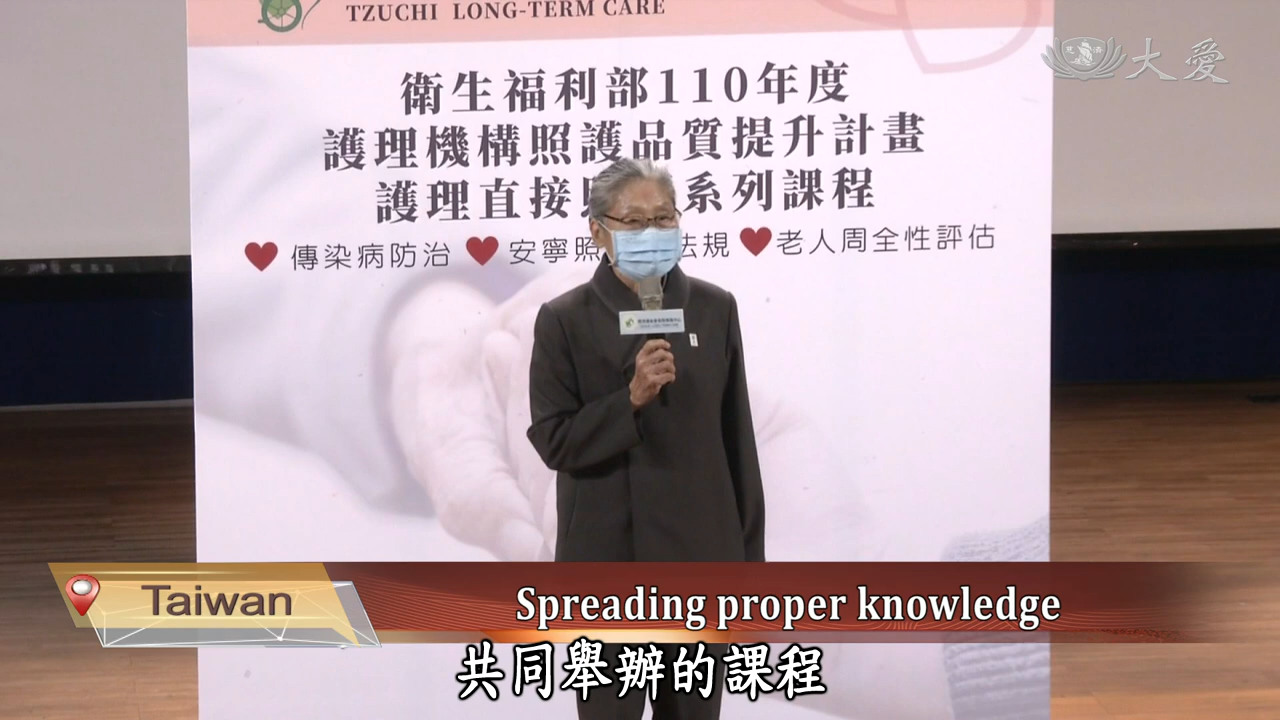 TZUCHI LONG-TERM CARE
大愛
衛生福利部110年度
護理機構照護品質提升計畫
護理直接照 系列課程
傳染病防治 安寧照 法規 老人周全性評估
Taiwan
Spreading proper knowledge
共同舉辦的課程